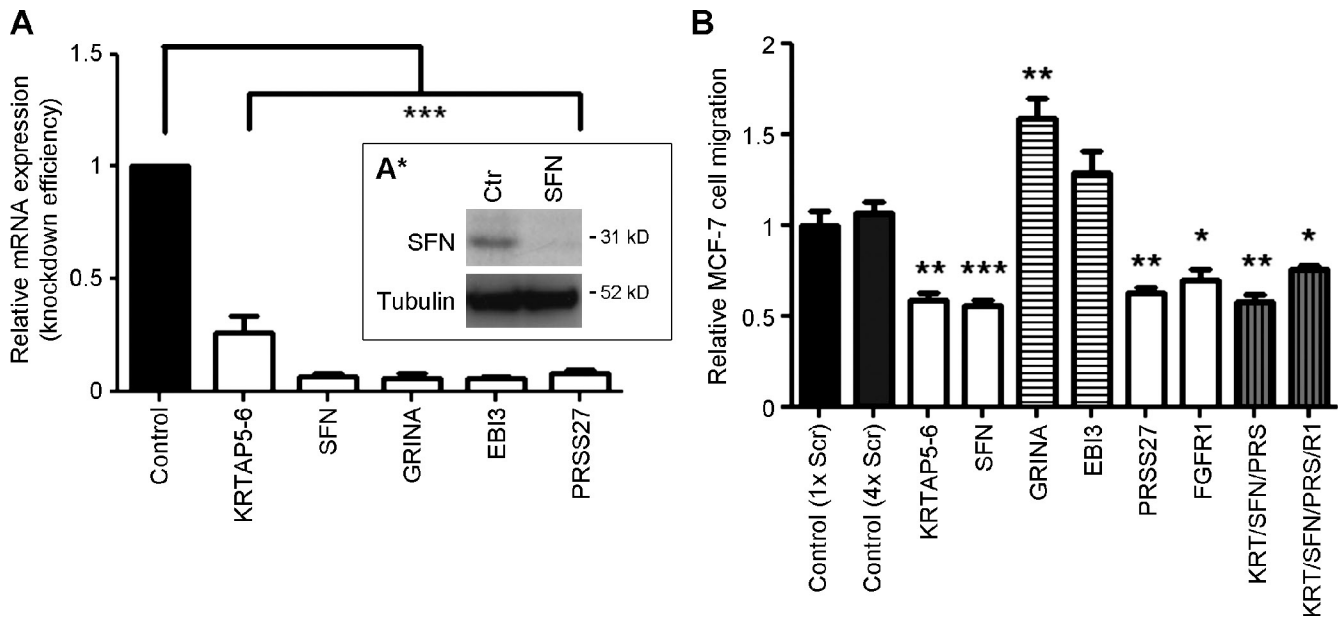 A
Relative mRNA expression
(knockdown efficiency)
1.5
1
0.5
0
***
A*
Ctr
SFN
SFN
- 31 kD
Tubulin
- 52 kD
Control
KRTAP5-6
SFN
GRINA
EBI3
PRSS27
B
Relative MCF-7 cell migration
2
1.5
1
0.5
0
**
***
**
**
*
**
*
Control (1x Scr)
Control (4x Scr)
KRTAP5-6
SFN
GRINA
EBI3
PRSS27
FGFR1
KRT/SFN/PRS
KRT/SFN/PRS/R1